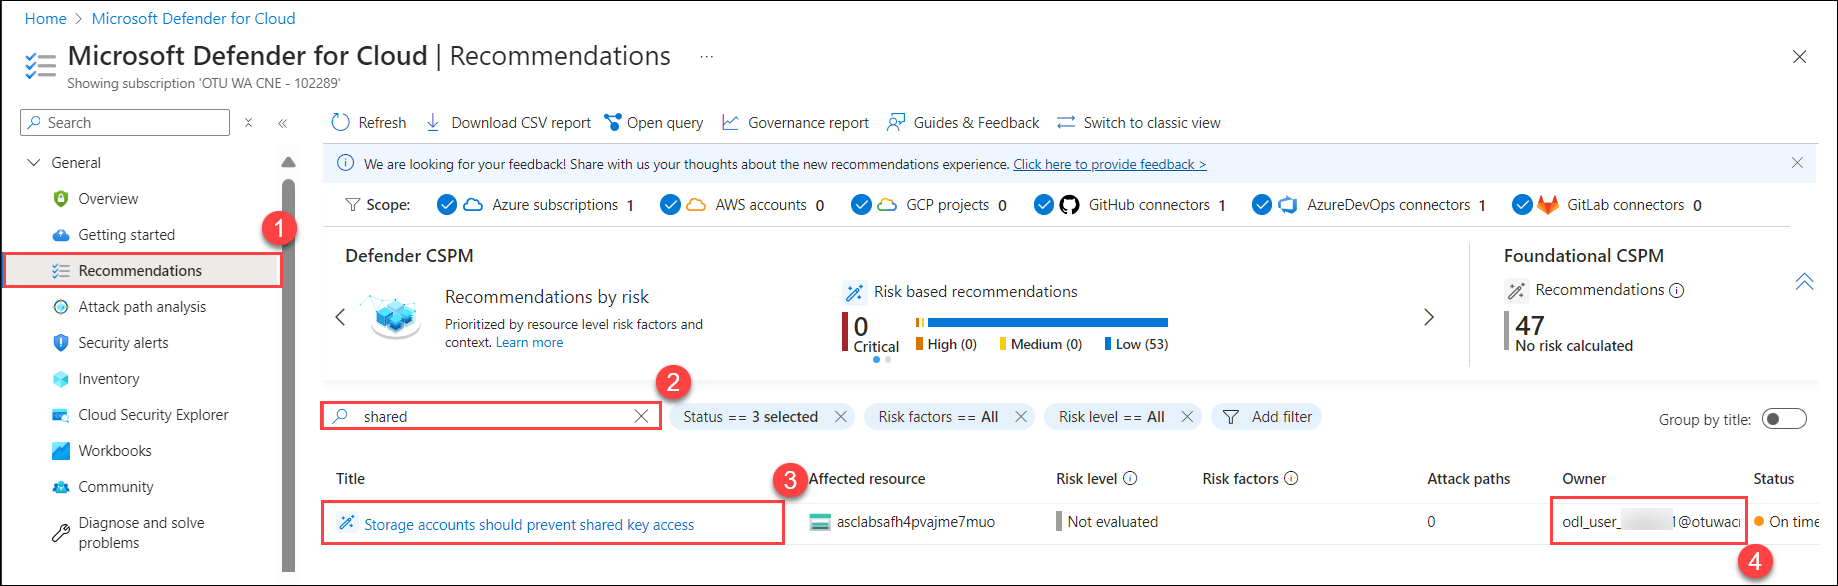 Home > Microsoft Defender for Cloud
Microsoft Defender for Cloud | Recommendations ...
Showing subscription 'OTU WA CNE - 102289'
Search
Refresh Download CSV report Open query Governance report Guides & Feedback Switch to classic view
General
Overview
Getting started
1
Recommendations
Attack path analysis
Security alerts
Inventory
Cloud Security Explorer
Workbooks
Community
Diagnose and solve
problems
We are looking for your feedback! Share with us your thoughts about the new recommendations experience. Click here to provide feedback >
Scope: Azure subscriptions 1 AWS accounts 0 GCP projects 0 GitHub connectors 1 AzureDevOps connectors 1 GitLab connectors 0
Defender CSPM
Recommendations by risk
Prioritized by resource level risk factors and
context. Learn more
Risk based recommendations
0
Critical
High (0) Medium (0) Low (53)
Foundational CSPM
Recommendations
47
No risk calculated
2
shared
Status == 3 selected Risk factors == All Risk level == All Add filter
Group by title:
3
Title Affected resource Risk level Risk factors Attack paths Owner Status
Storage accounts should prevent shared key access asclabsafh4pvajme7muo Not evaluated 0 odl_user_ 1@otuwac On time
4